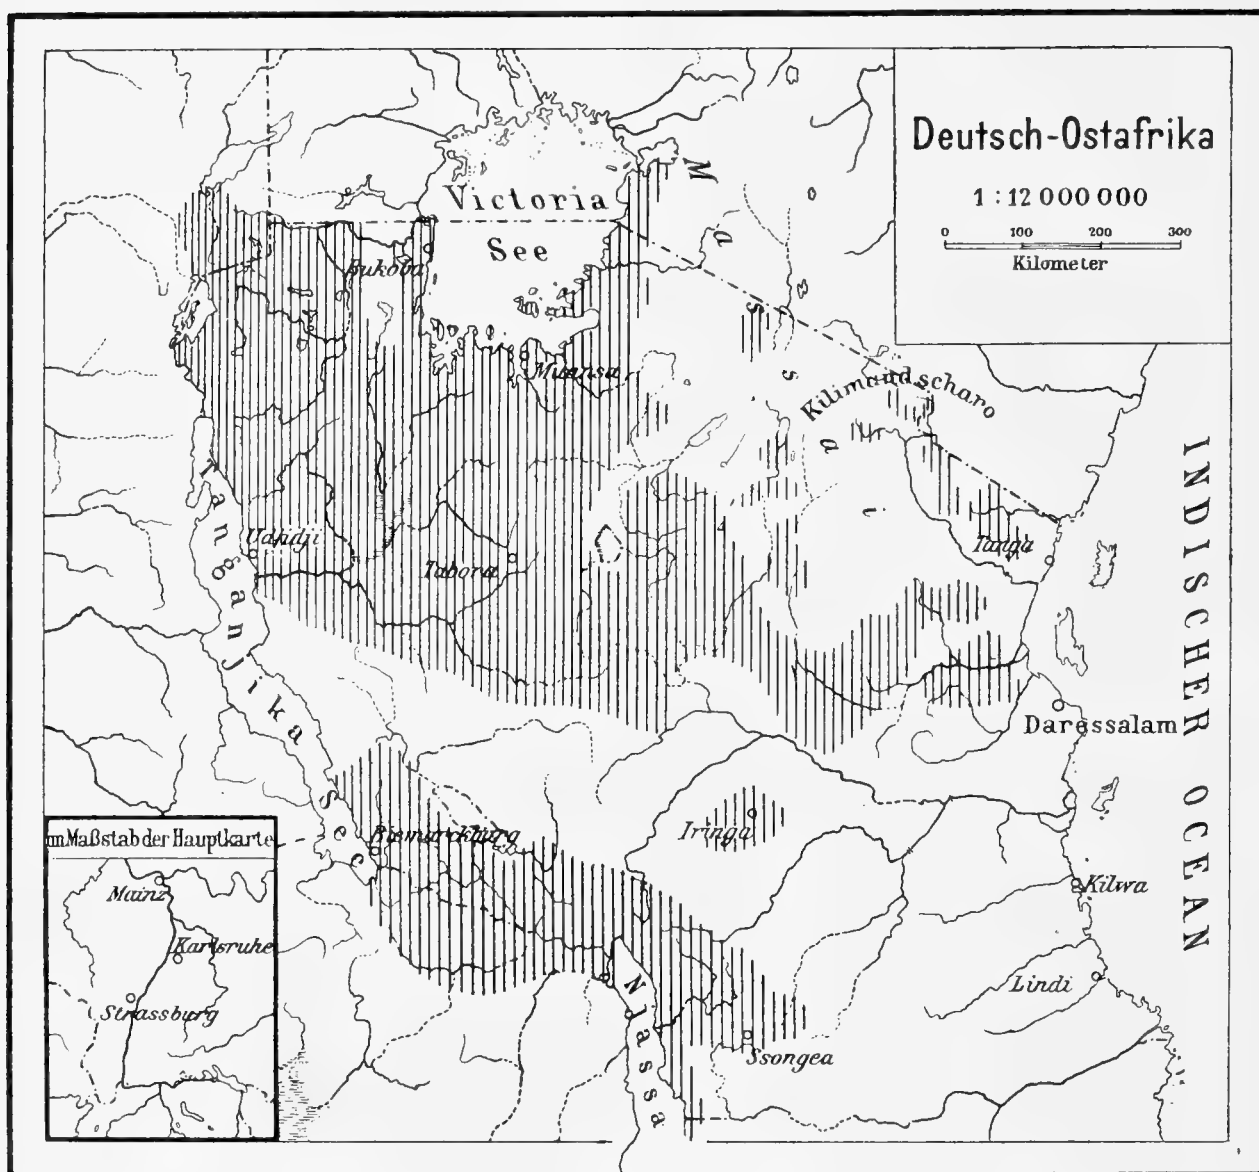 Deutsch-Ostafrika
1 : 12 000 000
0 100 200 300
Kilometer
Victoria
See
Massai
Bukoba
Muansa
Kilimandscharo
Tanganjika See
Udjidji
Tabora
Tanga
INDISCHER OCEAN
Daressalam
Iringa
Bismarckburg
Kilwa
Lindi
Njassa
Ssongea
im Maßstab der Hauptkarte
Mainz
Karlsruhe
Strassburg